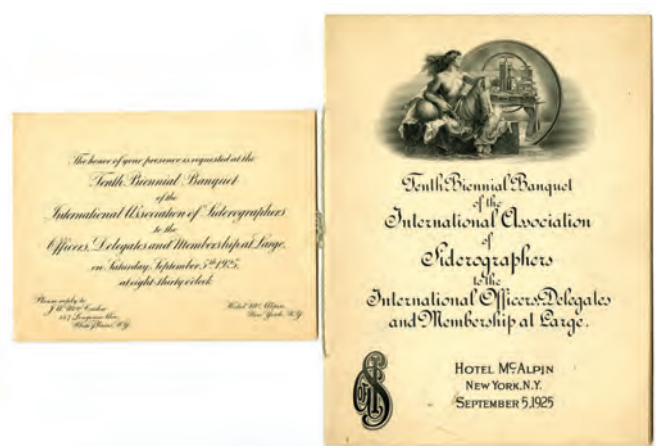 The honor of your presence is requested at the
Tenth Biennial Banquet
of the
International Association of Siderographers
to the
Officers, Delegates and Membership at Large,
on Saturday, September 5th 1925,
at eight-thirty o'clock
Please reply to
J. A.
White Plains, N.Y.
Hotel McAlpin,
New York, N.Y.
Tenth Biennial Banquet
of the
International Association
of
Siderographers
to the
International Officers, Delegates
and Membership at Large.
HOTEL McALPIN
NEW YORK, N.Y.
SEPTEMBER 5, 1925